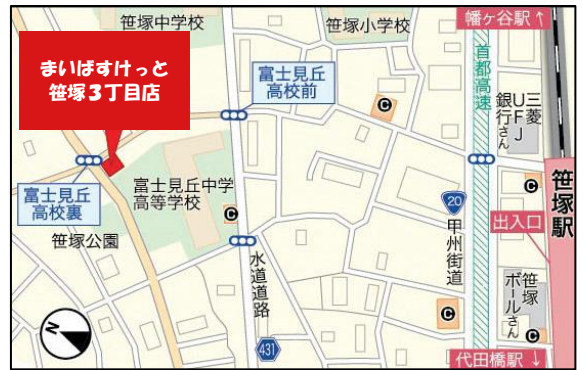 笹塚中学校
笹塚小学校
幡ヶ谷駅↑
まいばすけっと
笹塚3丁目店
富士見丘
高校前
首都高速
三菱
UFJ
銀行さん
C
富士見丘
高校裏
富士見丘中学
高等学校
C
笹塚公園
水道道路
431
20
甲州街道
C
出入口
笹塚駅
笹塚
ボールさん
C
C
N
代田橋駅↓